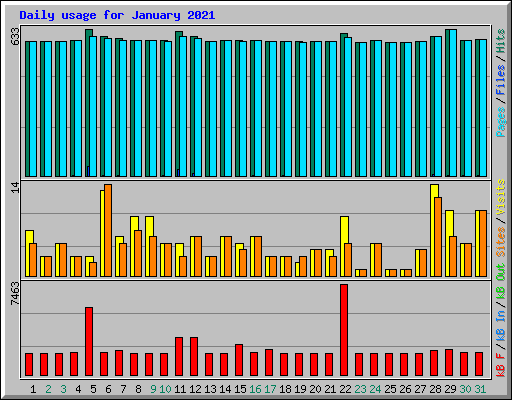 Daily usage for January 2021
633
Pages / Files / Hits
14
Sites / Visits
7463
kB F / kB In / kB Out
1 2 3 4 5 6 7 8 9 10 11 12 13 14 15 16 17 18 19 20 21 22 23 24 25 26 27 28 29 30 31